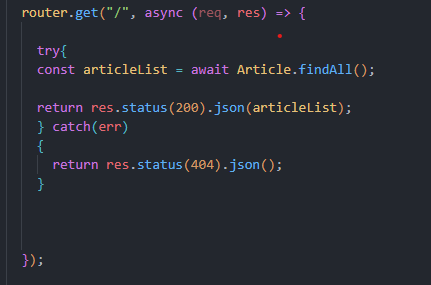 router.get("/", async (req, res) => {
try{
const articleList = await Article.findAll();
return res.status(200).json(articleList);
} catch(err)
{
return res.status(404).json();
}
});